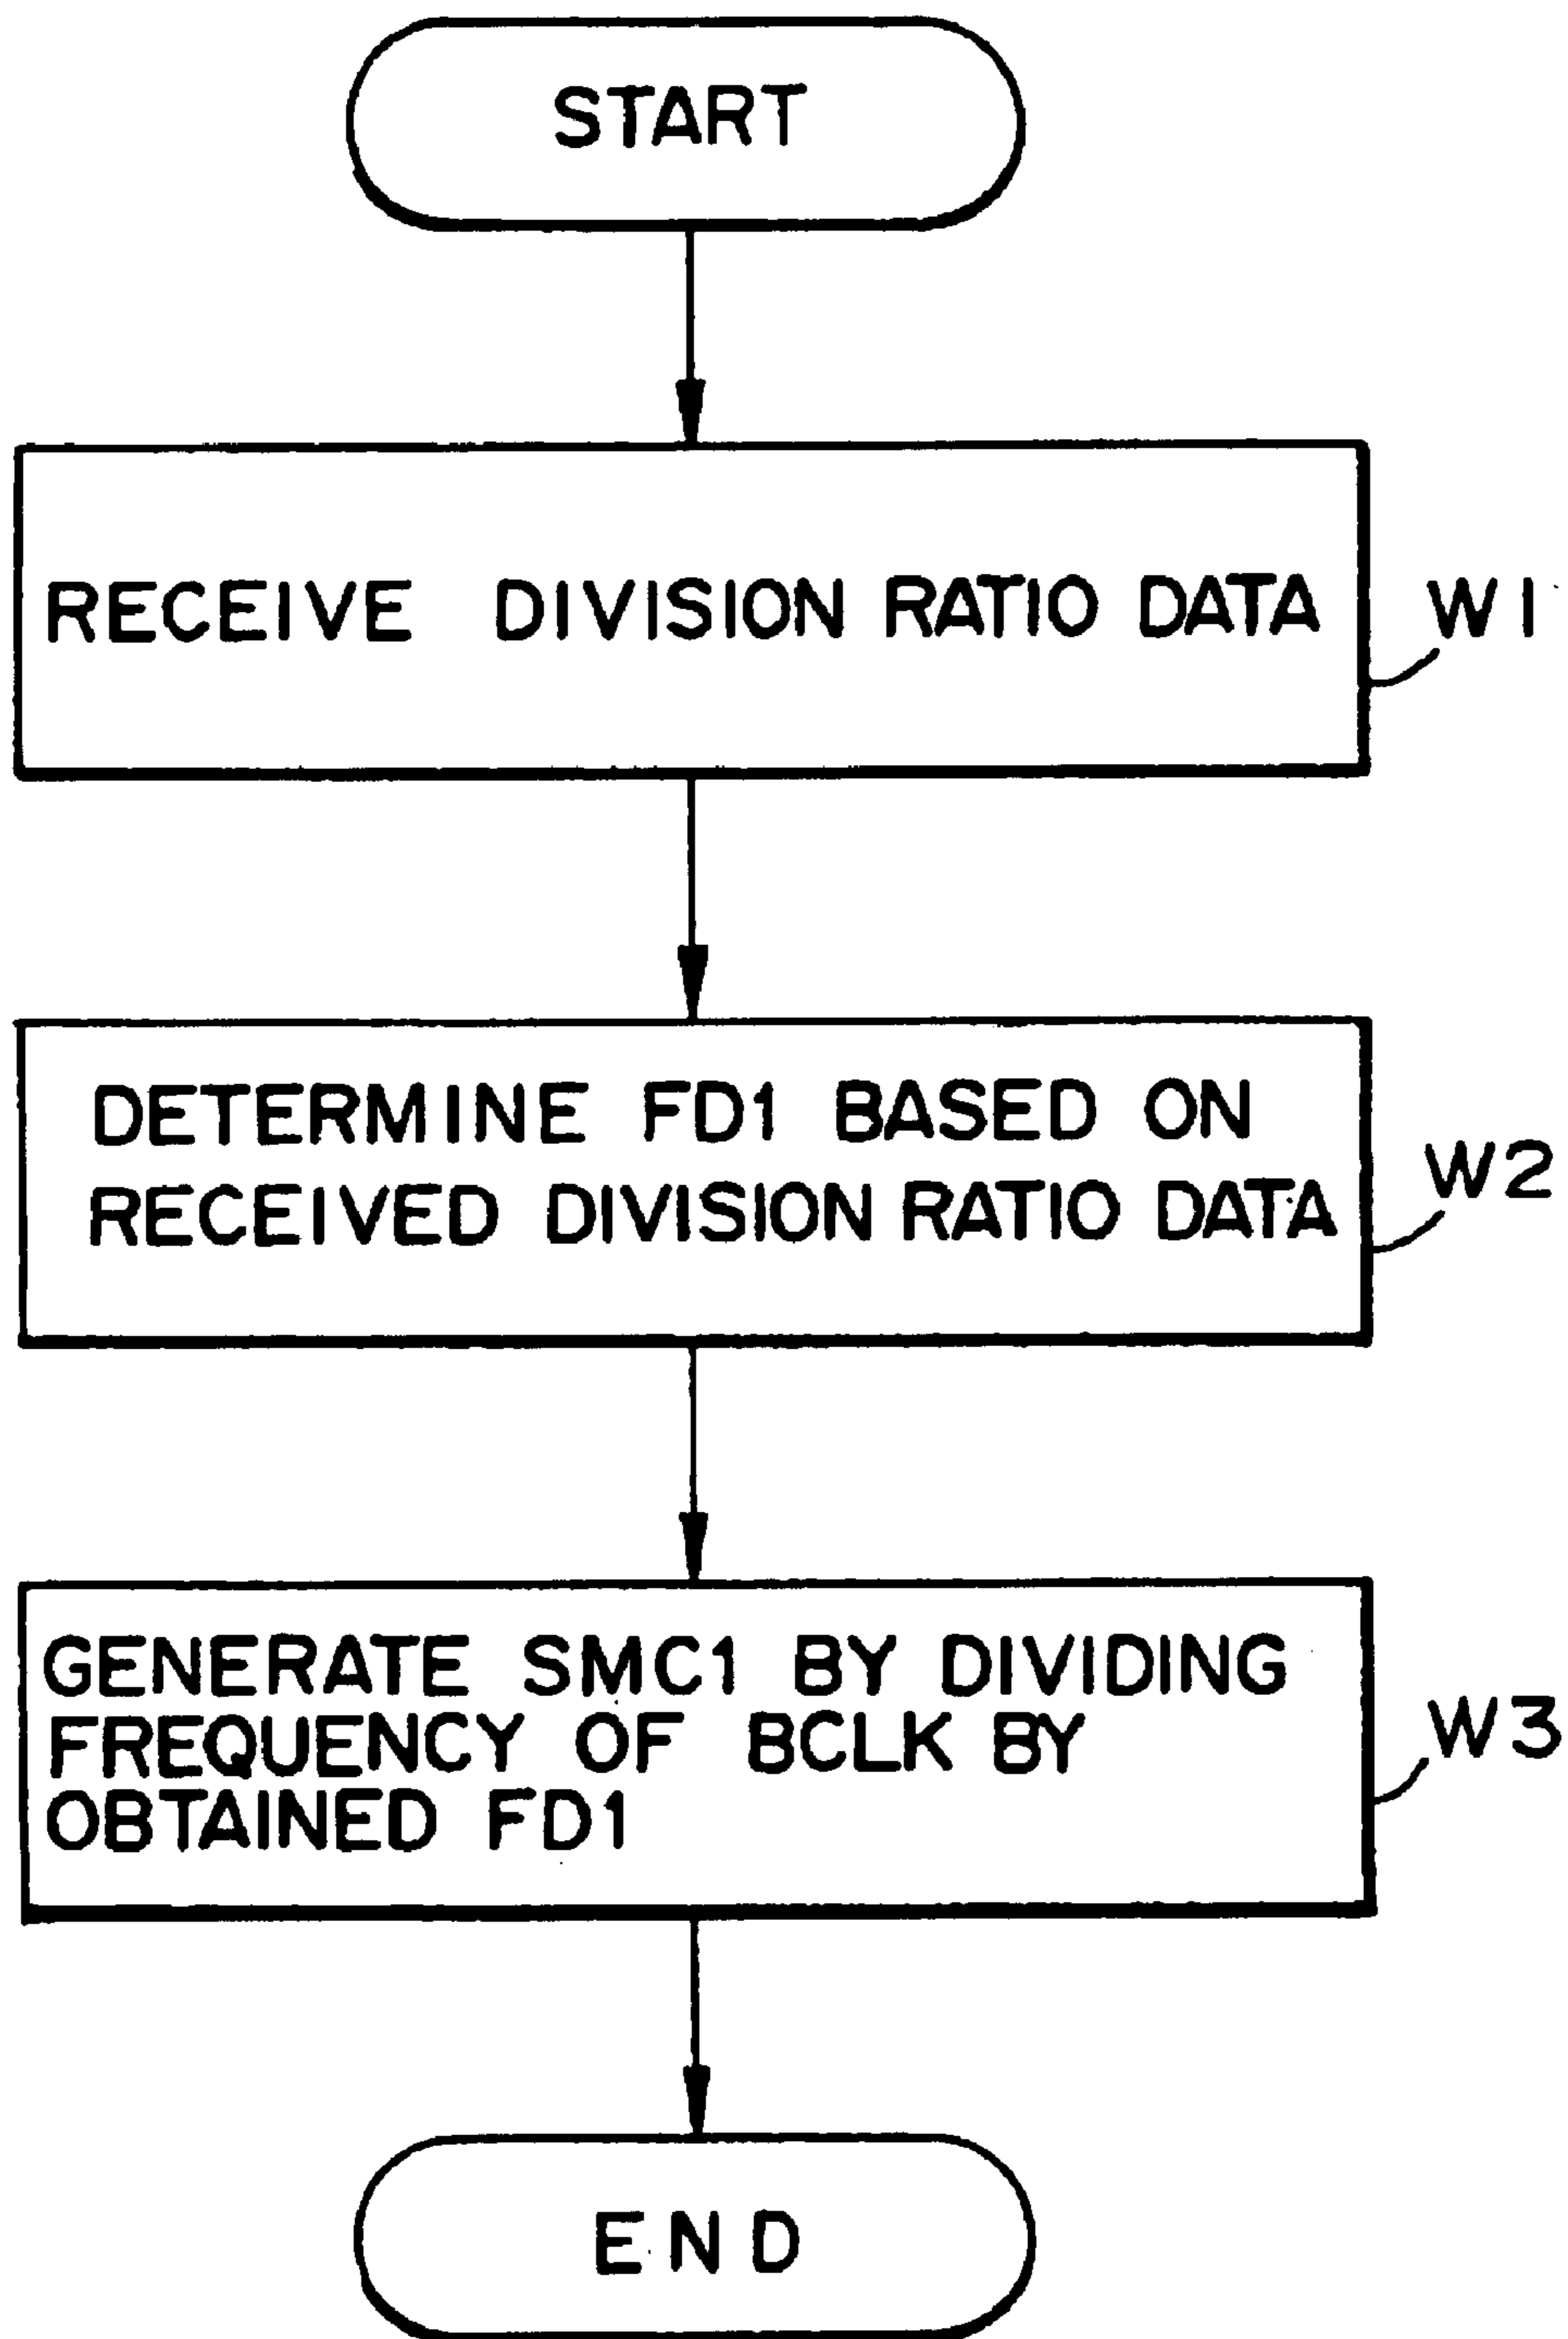 START
RECEIVE DIVISION RATIO DATA
W1
DETERMINE FD1 BASED ON
RECEIVED DIVISION RATIO DATA
W2
GENERATE SMC1 BY DIVIDING
FREQUENCY OF BCLK BY
OBTAINED FD1
W3
END